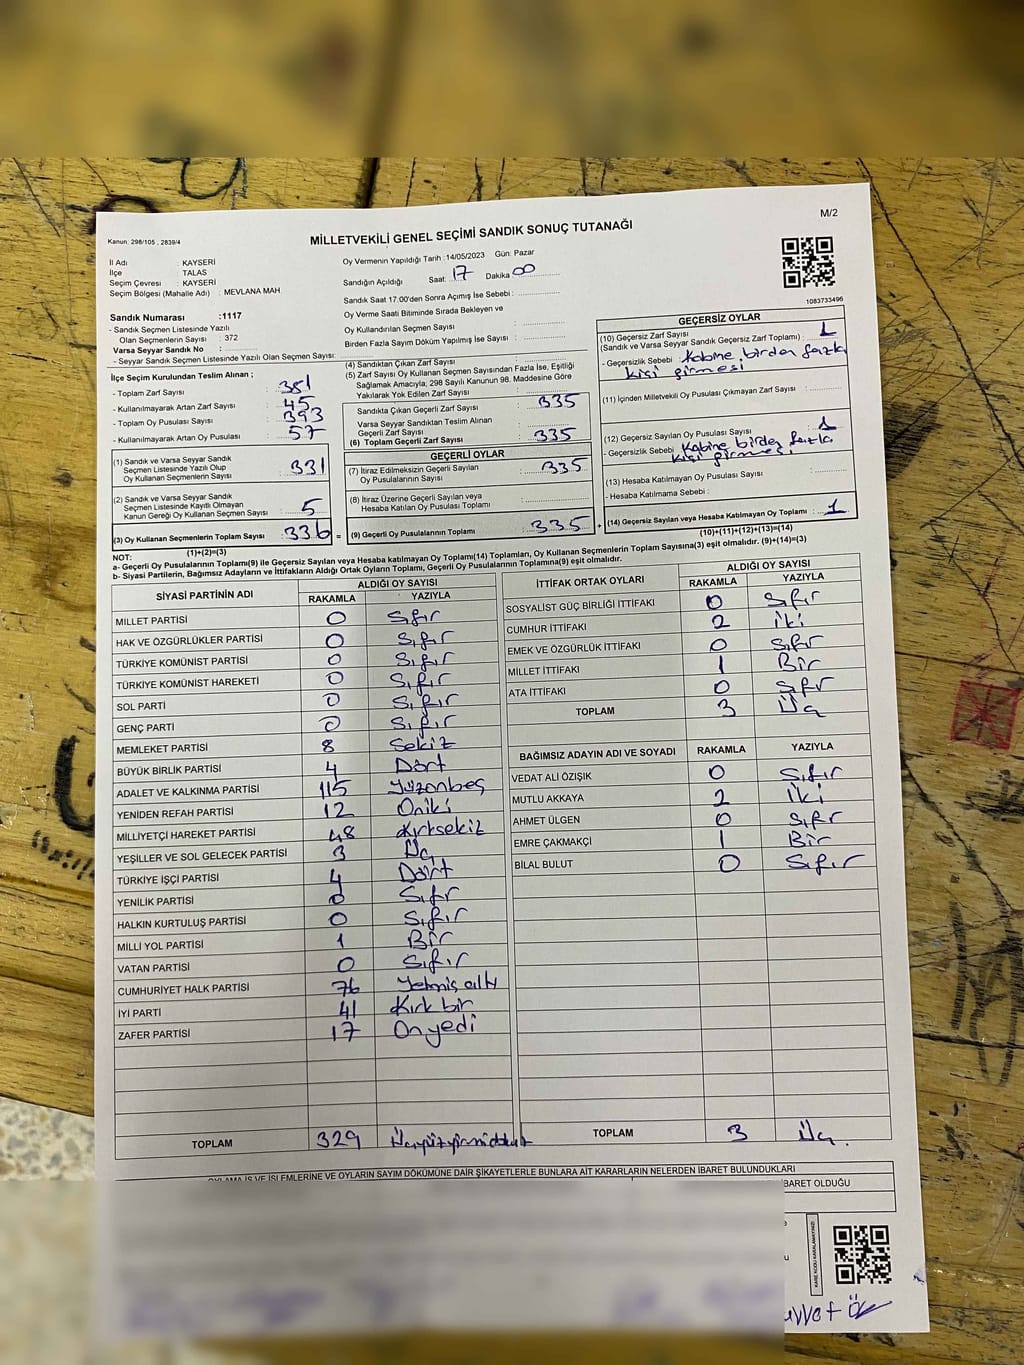 M/2
Kanun, 298/105 , 2839/4
MİLLETVEKİLİ GENEL SEÇİMİ SANDIK SONUÇ TUTANAĞI
İl Adı : KAYSERİ
İlçe : TALAS
Seçim Çevresi : KAYSERİ
Seçim Bölgesi (Mahalle Adı) : MEVLANA MAH
Sandık Numarası :1117
- Sandık Seçmen Listesinde Yazılı
Olan Seçmenlerin Sayısı : 372
Varsa Seyyar Sandık No :
- Seyyar Sandık Seçmen Listesinde Yazılı Olan Seçmen Sayısı:
Oy Vermenin Yapıldığı Tarih :14/05/2023 Gün: Pazar
Sandığın Açıldığı Saat: 17 Dakika 00
Sandık Saat 17.00'den Sonra Açımış İse Sebebi :
Oy Verme Saati Bitiminde Sırada Bekleyen ve
Oy Kullandırılan Seçmen Sayısı :
Birden Fazla Sayım Döküm Yapılmış İse Sayısı :
1083733496
İlçe Seçim Kurulundan Teslim Alınan ;
- Toplam Zarf Sayısı : 381
- Kullanılmayarak Artan Zarf Sayısı : 45
- Toplam Oy Pusulası Sayısı : 393
- Kullanılmayarak Artan Oy Pusulası : 57
(1) Sandık ve Varsa Seyyar Sandık
Seçmen Listesinde Yazılı Olup
Oy Kullanan Seçmenlerin Sayısı : 331
(2) Sandık ve Varsa Seyyar Sandık
Seçmen Listesinde Kayıtlı Olmayan
Kanun Gereği Oy Kullanan Seçmen Sayısı : 5
(3) Oy Kullanan Seçmenlerin Toplam Sayısı : 336 =
(1)+(2)=(3)
(4) Sandıktan Çıkan Zarf Sayısı :
(5) Zarf Sayısı Oy Kullanan Seçmen Sayısından Fazla İse, Eşitliği
Sağlamak Amacıyla, 298 Sayılı Kanunun 98. Maddesine Göre
Yakılarak Yok Edilen Zarf Sayısı :
Sandıkta Çıkan Geçerli Zarf Sayısı : 335
Varsa Seyyar Sandıktan Teslim Alınan
Geçerli Zarf Sayısı :
(6) Toplam Geçerli Zarf Sayısı : 335
GEÇERLİ OYLAR
(7) İtiraz Edilmeksizin Geçerli Sayılan
Oy Pusulasının Sayısı : 335
(8) İtiraz Üzerine Geçerli Sayılan veya
Hesaba Katılan Oy Pusulası Toplamı :
(9) Geçerli Oy Pusulalarının Toplamı : 335 +
GEÇERSİZ OYLAR
(10) Geçersiz Zarf Sayısı
(Sandık ve Varsa Seyyar Sandık Geçersiz Zarf Toplamı) : 1
- Geçersizlik Sebebi : Kabine birden fazla
kişi girmesi
(11) İçinden Milletvekili Oy Pusulası Çıkmayan Zarf Sayısı :
(12) Geçersiz Sayılan Oy Pusulası Sayısı : 1
- Geçersizlik Sebebi : Kabine birden fazla
kişi girmesi
(13) Hesaba Katılmayan Oy Pusulası Sayısı :
- Hesaba Katılmama Sebebi :
(14) Geçersiz Sayılan veya Hesaba Katılmayan Oy Toplamı : 1
(10)+(11)+(12)+(13)=(14)
NOT:
a- Geçerli Oy Pusulalarının Toplamı(9) ile Geçersiz Sayılan veya Hesaba katılmayan Oy Toplamı(14) Toplamları, Oy Kullanan Seçmenlerin Toplam Sayısına(3) eşit olmalıdır. (9)+(14)=(3)
b- Siyasi Partilerin, Bağımsız Adayların ve İttifakların Aldığı Ortak Oyların Toplamı, Geçerli Oy Pusulalarının Toplamına(9) eşit olmalıdır.
SİYASİ PARTİNİN ADI ALDIĞI OY SAYISI
RAKAMLA YAZIYLA
MİLLET PARTİSİ 0 Sıfır
HAK VE ÖZGÜRLÜKLER PARTİSİ 0 Sıfır
TÜRKİYE KOMÜNİST PARTİSİ 0 Sıfır
TÜRKİYE KOMÜNİST HAREKETİ 0 Sıfır
SOL PARTİ 0 Sıfır
GENÇ PARTİ 0 Sıfır
MEMLEKET PARTİSİ 8 Sekiz
BÜYÜK BİRLİK PARTİSİ 4 Dört
ADALET VE KALKINMA PARTİSİ 115 Yüzonbeş
YENİDEN REFAH PARTİSİ 12 Oniki
MİLLİYETÇİ HAREKET PARTİSİ 48 Kırksekiz
YEŞİLLER VE SOL GELECEK PARTİSİ 3 Üç
TÜRKİYE İŞÇİ PARTİSİ 4 Dört
YENİLİK PARTİSİ 0 Sıfır
HALKIN KURTULUŞ PARTİSİ 0 Sıfır
MİLLİ YOL PARTİSİ 1 Bir
VATAN PARTİSİ 0 Sıfır
CUMHURİYET HALK PARTİSİ 76 Yetmiş altı
İYİ PARTİ 41 Kırk bir
ZAFER PARTİSİ 17 On yedi
TOPLAM 329 Üçyüzyirmidokuz
İTTİFAK ORTAK OYLARI ALDIĞI OY SAYISI
RAKAMLA YAZIYLA
SOSYALİST GÜÇ BİRLİĞİ İTTİFAKI 0 Sıfır
CUMHUR İTTİFAKI 2 İki
EMEK VE ÖZGÜRLÜK İTTİFAKI 0 Sıfır
MİLLET İTTİFAKI 1 Bir
ATA İTTİFAKI 0 Sıfır
TOPLAM 3 Üç
BAĞIMSIZ ADAYIN ADI VE SOYADI RAKAMLA YAZIYLA
VEDAT ALİ ÖZIŞIK 0 Sıfır
MUTLU AKKAYA 2 İki
AHMET ÜLGEN 0 Sıfır
EMRE ÇAKMAKÇİ 1 Bir
BİLAL BULUT 0 Sıfır
TOPLAM 3 Üç.
OYLAMA İŞ VE İŞLEMLERİNE VE OYLARIN SAYIM DÖKÜMÜNE DAİR ŞİKAYETLERLE BUNLARA AİT KARARLARIN NELERDEN İBARET BULUNDUKLARI
İBARET OLDUĞU
KARE KODU KARALAMAYINIZ!